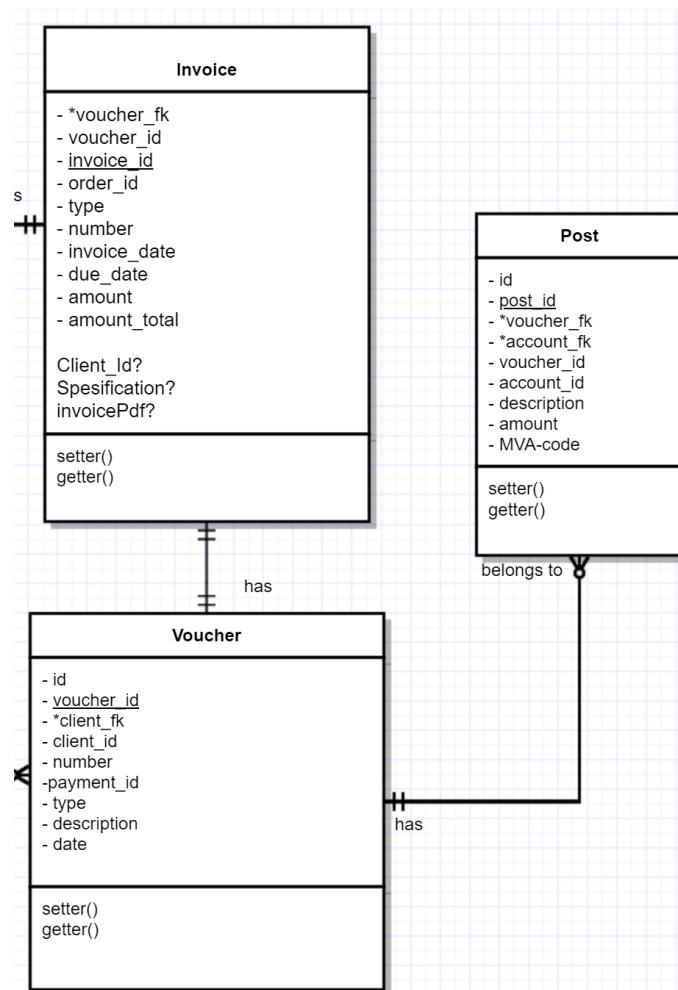 Invoice
- *voucher_fk
- voucher_id
- invoice_id
- order_id
- type
- number
- invoice_date
- due_date
- amount
- amount_total
Client_Id?
Spesification?
invoicePdf?
setter()
getter()
s
has
Post
- id
- post_id
- *voucher_fk
- *account_fk
- voucher_id
- account_id
- description
- amount
- MVA-code
setter()
getter()
belongs to
Voucher
- id
- voucher_id
- *client_fk
- client_id
- number
-payment_id
- type
- description
- date
setter()
getter()
has